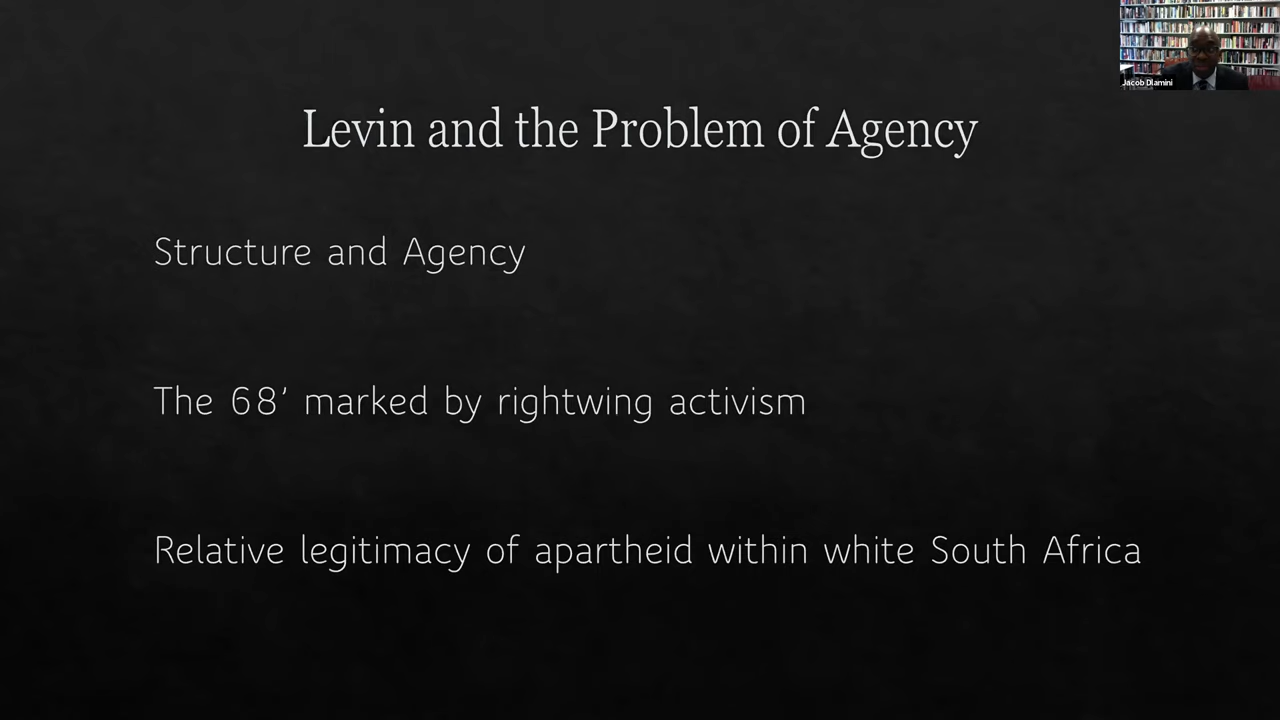 Jacob Dlamini
Levin and the Problem of Agency
Structure and Agency
The 68’ marked by rightwing activism
Relative legitimacy of apartheid within white South Africa